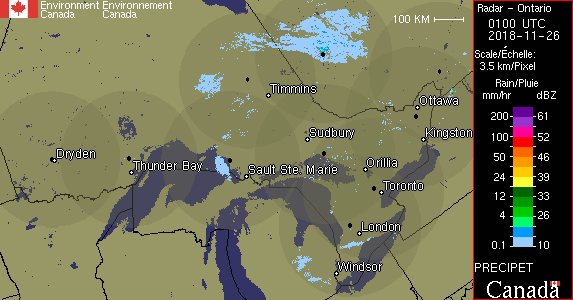 Environment Environnement
Canada Canada
100 KM
Timmins
Ottawa
Sudbury
Kingston
Dryden
Thunder Bay
Sault Ste. Marie
Orillia
Toronto
London
Windsor
Radar - Ontario
0100 UTC
2018-11-26
Scale/Échelle:
3.5 km/Pixel
Rain/Pluie
mm/hr dBZ
200 61
100 52
50 46
24 39
12 33
4 26
0.1 10
PRECIPET
Canada